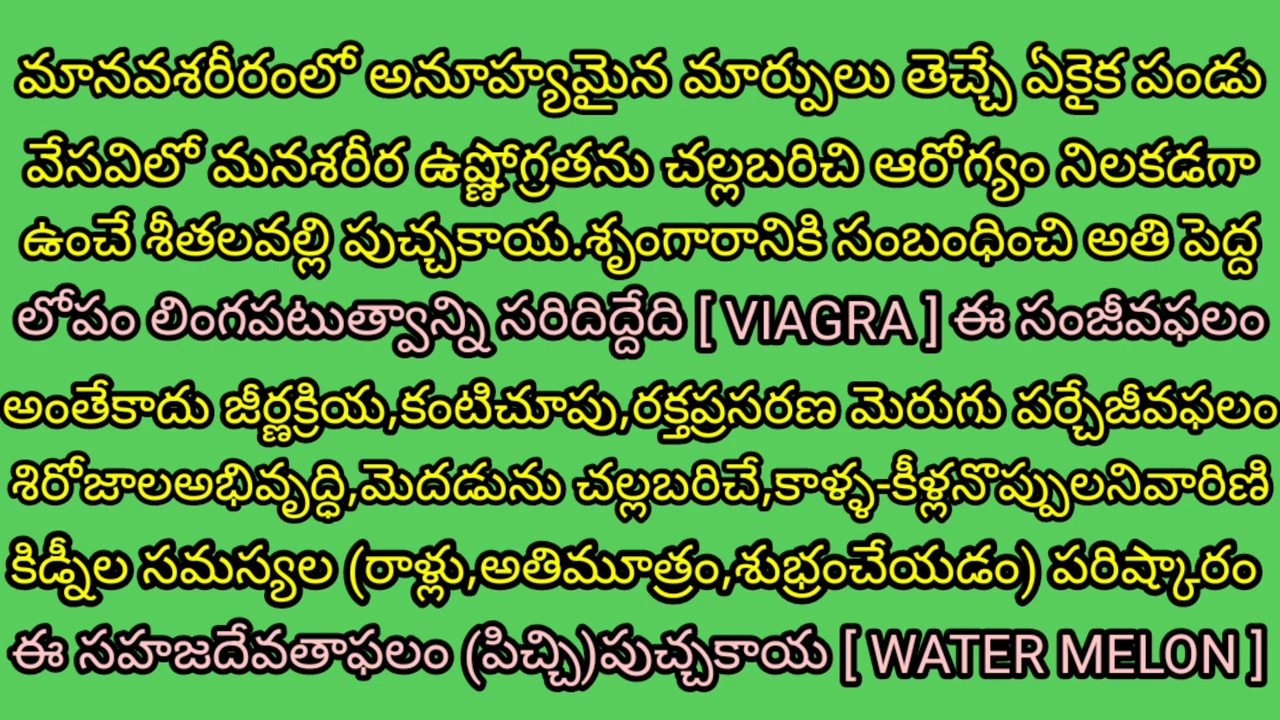 మానవశరీరంలో అనూహ్యమైన మార్పులు తెచ్చే ఏకైక పండు
వేసవిలో మనశరీర ఉష్ణోగ్రతను చల్లబరిచి ఆరోగ్యం నిలకడగా
ఉంచే శీతలవల్లి పుచ్చకాయ.శృంగారానికి సంబంధించి అతి పెద్ద
లోపం లింగపటుత్వాన్ని సరిదిద్దేది [ VIAGRA ] ఈ సంజీవఫలం
అంతేకాదు జీర్ణక్రియ,కంటిచూపు,రక్తప్రసరణ మెరుగు పర్చేజీవఫలం
శిరోజాలఅభివృద్ధి,మెదడును చల్లబరిచే,కాళ్ళ-కీళ్లనొప్పులనివారిణి
కిడ్నీల సమస్యల (రాళ్లు,అతిమూత్రం,శుభ్రంచేయడం) పరిష్కారం
ఈ సహజదేవతాఫలం (పిచ్చి)పుచ్చకాయ [ WATER MELON ]